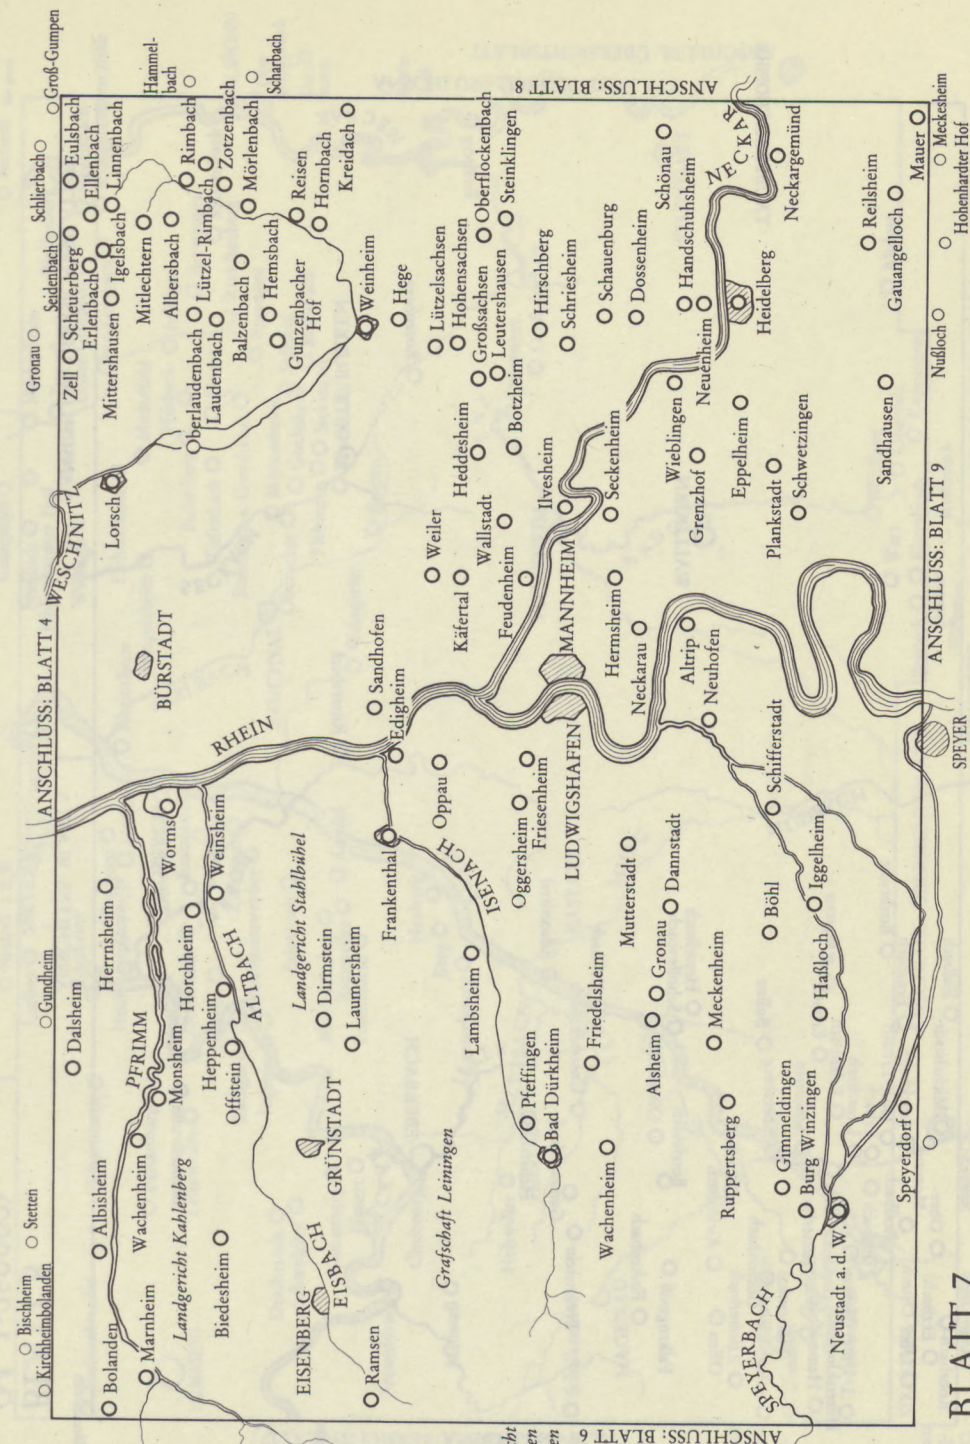 ANSCHLUSS: BLATT 4
ANSCHLUSS: BLATT 8
ANSCHLUSS: BLATT 9
ANSCHLUSS: BLATT 6
BLATT 7
Bischheim
Kirchheimbolanden
Stetten
Gundheim
Gronau
Seidenbach
Schlierbach
Groß-Gumpen
Hammel-
bach
Scharbach
Bolanden
Marnheim
Albisheim
Wachenheim
Landgericht Kahlenberg
Biedesheim
Dalsheim
Herrnsheim
PFRIMM
Monsheim
Horchheim
Heppenheim
Offstein
ALTBACH
Worms
Weinsheim
RHEIN
BÜRSTADT
WESCHNITZ
Lorsch
Zell
Scheuerberg
Eulsbach
Erlenbach
Ellenbach
Mittershausen
Igelsbach
Linnenbach
Mitlechtern
Albersbach
Rimbach
Oberlaudenbach
Lützel-Rimbach
Laudenbach
Zotzenbach
Balzenbach
Mörlenbach
Hemsbach
Gunzenbacher
Hof
Reisen
Hornbach
Kreidach
Weinheim
Hege
EISENBERG
EISBACH
GRÜNSTADT
Ramsen
Landgericht Stahlbühel
Dirmstein
Laumersheim
Grafschaft Leiningen
Frankenthal
ISENACH
Lambsheim
Edigheim
Sandhofen
Oppau
Oggersheim
Friesenheim
LUDWIGSHAFEN
MANNHEIM
Weiler
Käfertal
Wallstadt
Feudenheim
Heddesheim
Ilvesheim
Seckenheim
Lützelsachsen
Hohensachsen
Großsachsen
Leutershausen
Botzheim
Oberflockenbach
Steinklingen
Hirschberg
Schriesheim
Schauenburg
Dossenheim
Schönau
Handschuhsheim
Neuenheim
Heidelberg
NECKAR
Neckargemünd
Pfeffingen
Bad Dürkheim
Wachenheim
Friedelsheim
Mutterstadt
Alsheim
Gronau
Dannstadt
Meckenheim
Ruppertsberg
Gimmeldingen
Burg Winzingen
Neustadt a. d. W.
SPEYERBACH
Speyerdorf
Haßloch
Böhl
Iggelheim
Schifferstadt
Hermsheim
Neckarau
Altrip
Neuhofen
Wieblingen
Grenzhof
Eppelheim
Plankstadt
Schwetzingen
Sandhausen
Reilsheim
Gauangelloch
Mauer
SPEYER
Nußloch
Hohenhardter Hof
Meckesheim